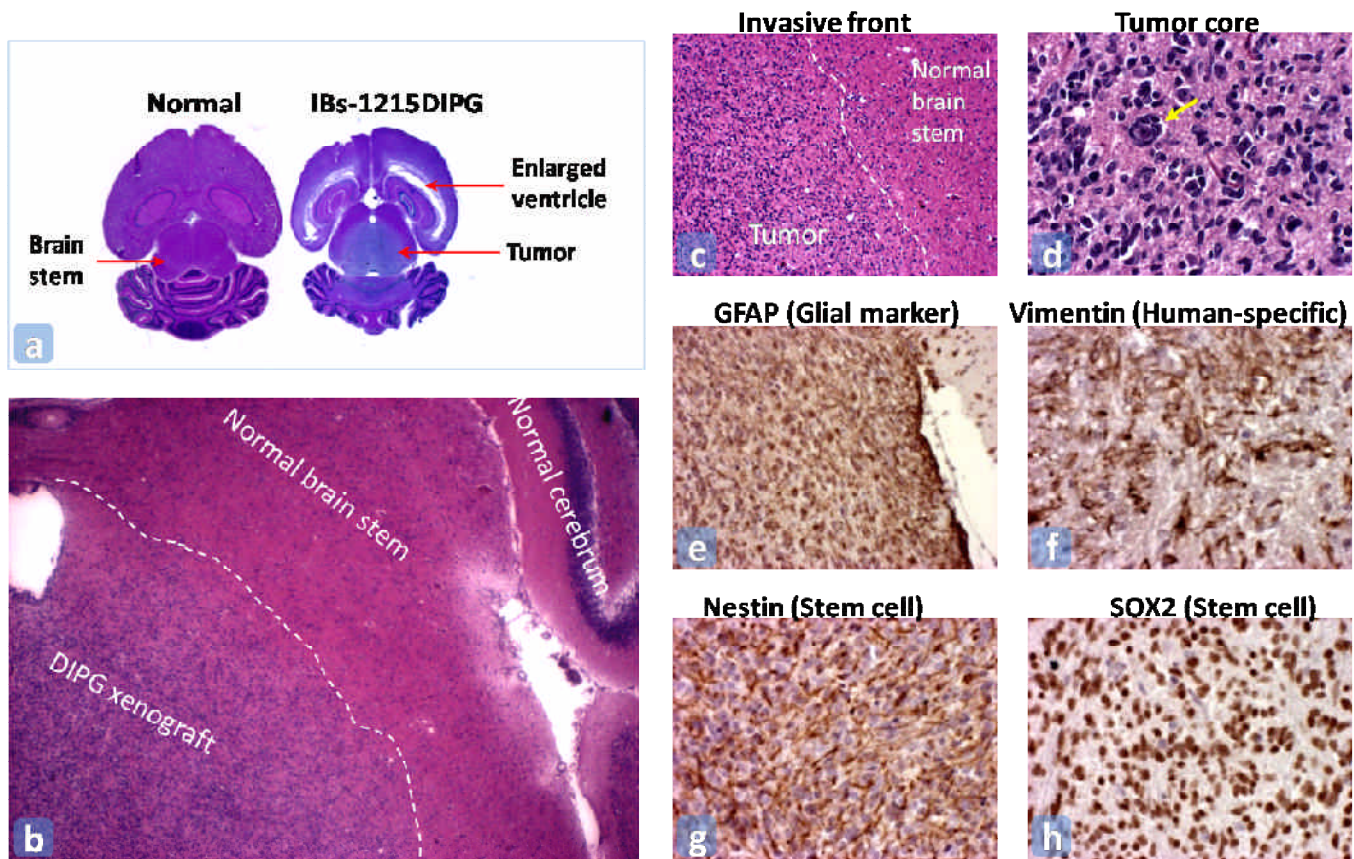 Normal
IBs-1215DIPG
Enlarged
ventricle
Brain
stem
Tumor
a
Normal brain stem
Normal cerebrum
DIPG xenograft
b
Invasive front
Normal
brain
stem
Tumor
c
Tumor core
d
GFAP (Glial marker)
e
Vimentin (Human-specific)
f
Nestin (Stem cell)
g
SOX2 (Stem cell)
h